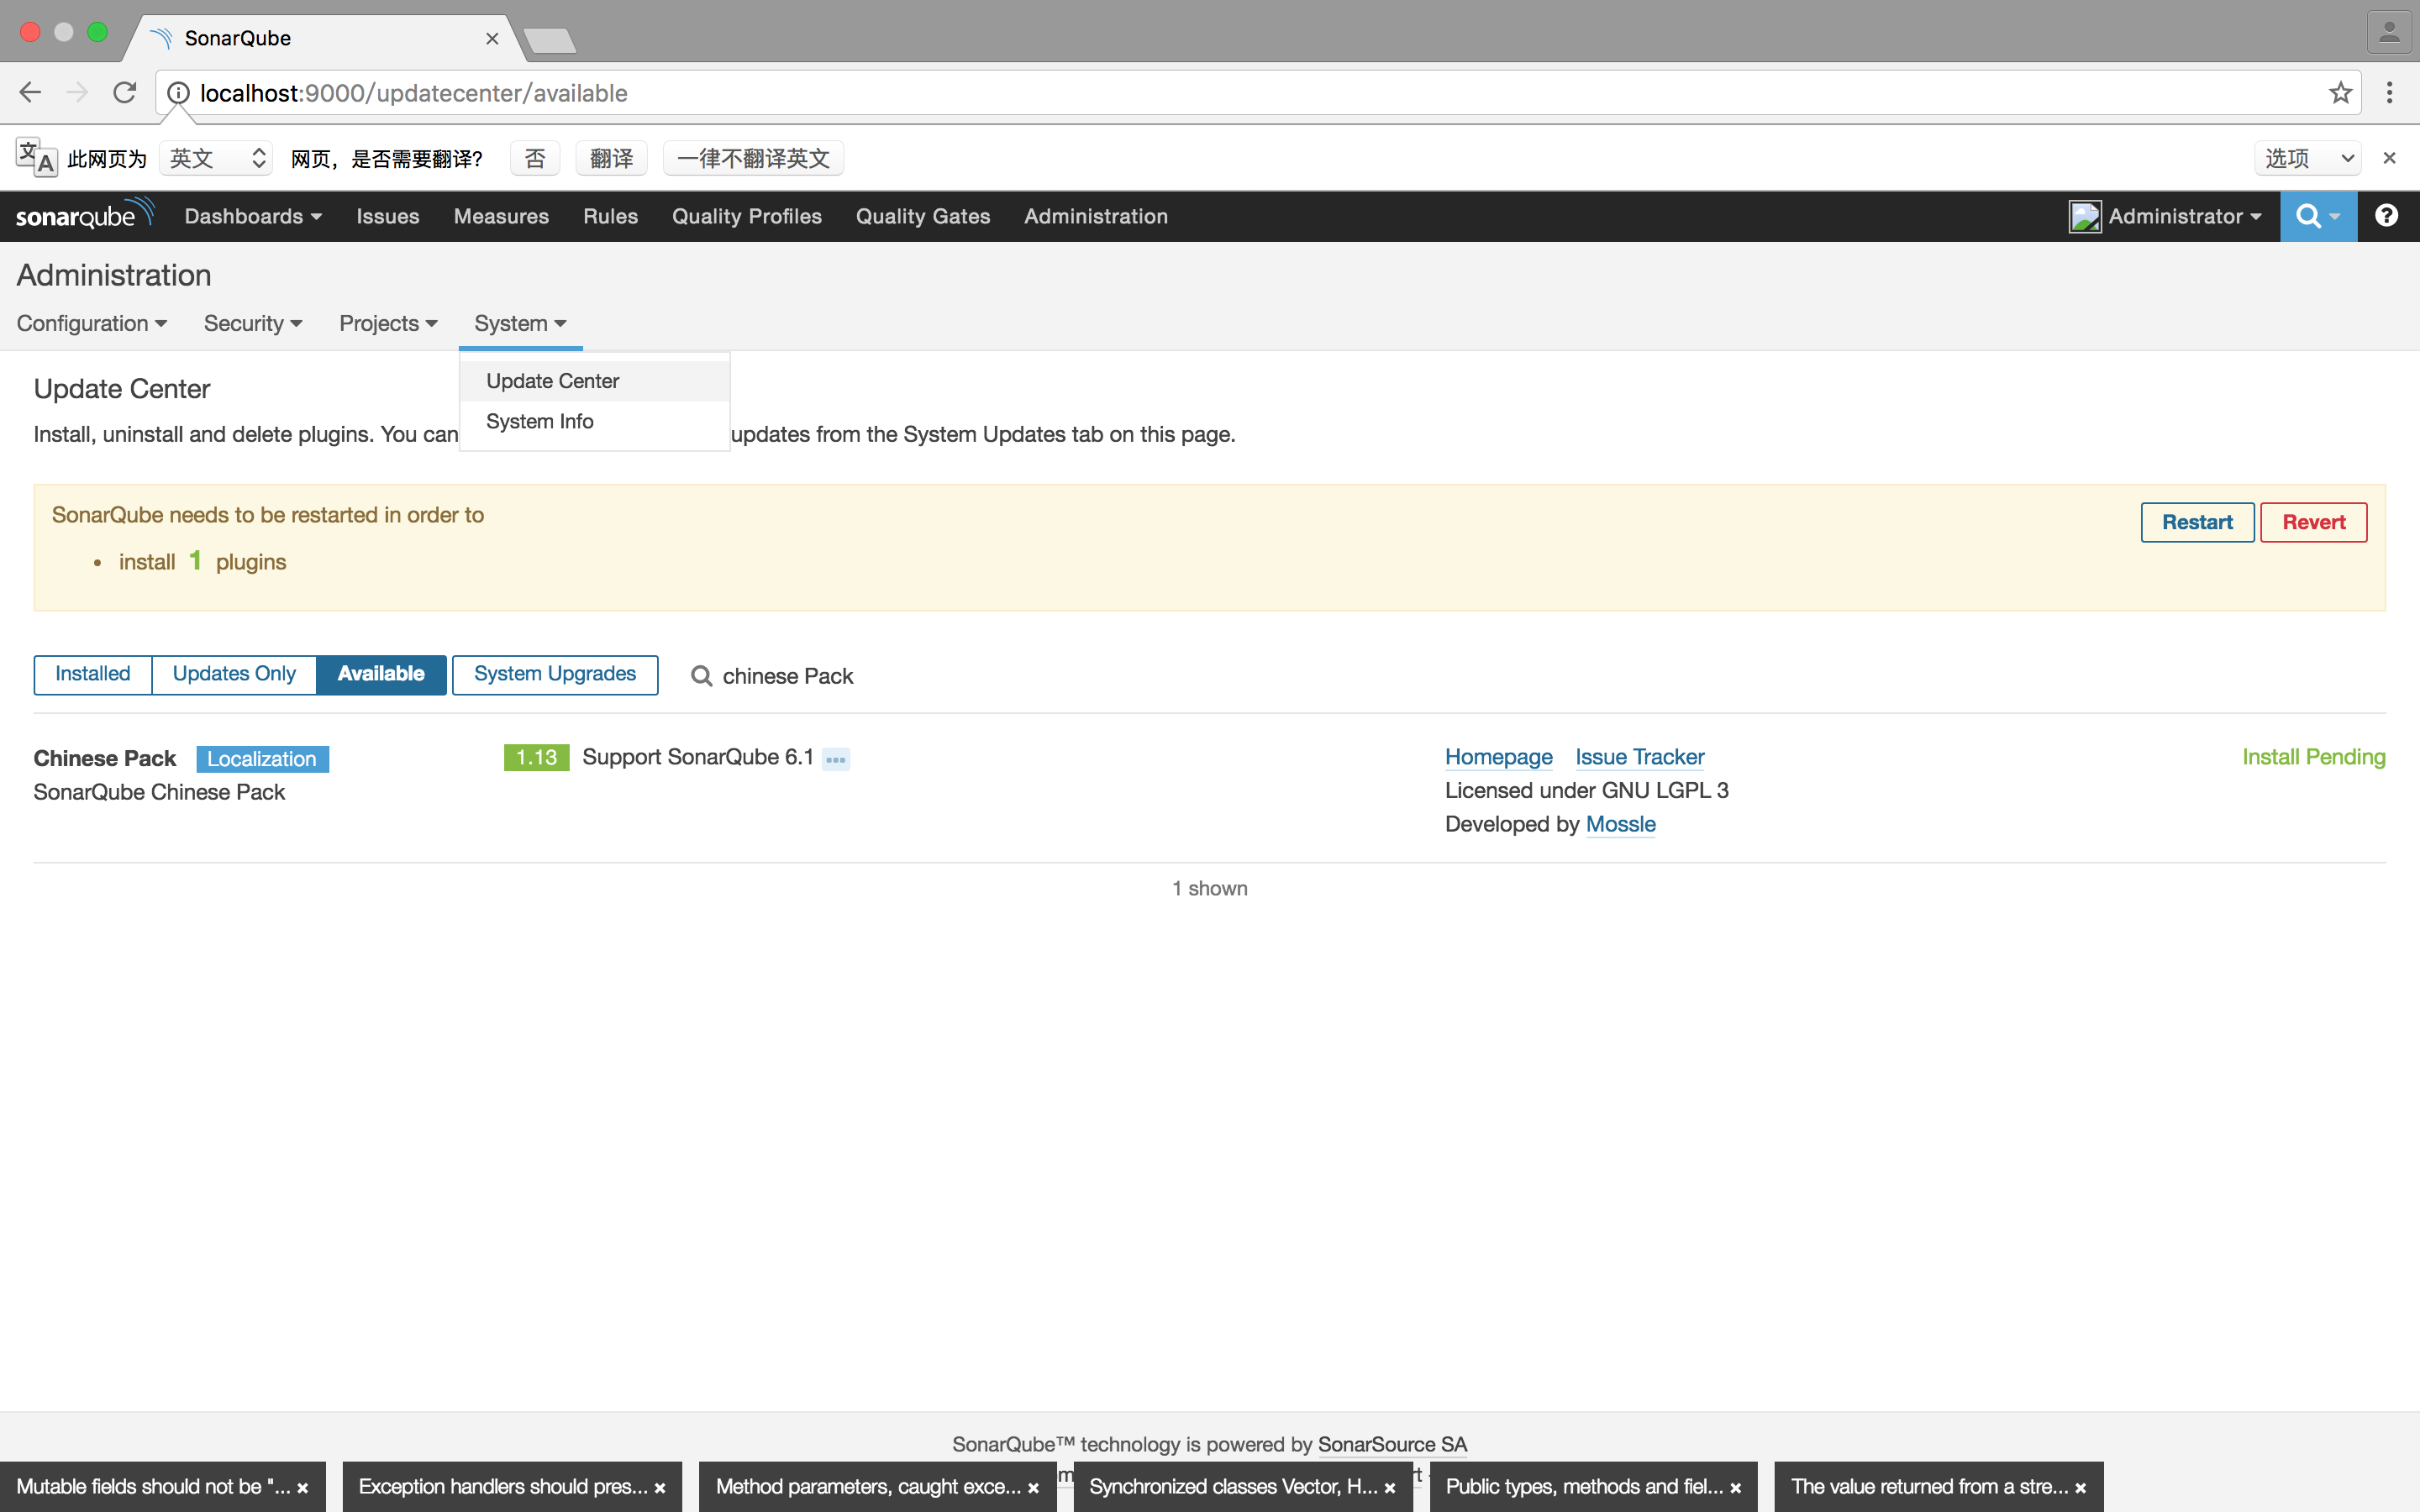 SonarQube
localhost:9000/updatecenter/available
此网页为 英文 网页，是否需要翻译? 否 翻译 一律不翻译英文 选项
sonarqube Dashboards Issues Measures Rules Quality Profiles Quality Gates Administration Administrator
Administration
Configuration Security Projects System
Update Center
System Info
Update Center
Install, uninstall and delete plugins. You can updates from the System Updates tab on this page.
SonarQube needs to be restarted in order to
Restart Revert
• install 1 plugins
Installed Updates Only Available System Upgrades chinese Pack
Chinese Pack Localization 1.13 Support SonarQube 6.1 ... Homepage Issue Tracker Install Pending
SonarQube Chinese Pack Licensed under GNU LGPL 3
Developed by Mossle
1 shown
SonarQube™ technology is powered by SonarSource SA
Mutable fields should not be "... × Exception handlers should pres... × Method parameters, caught exce... × Synchronized classes Vector, H... × Public types, methods and fiel... × The value returned from a stre... ×